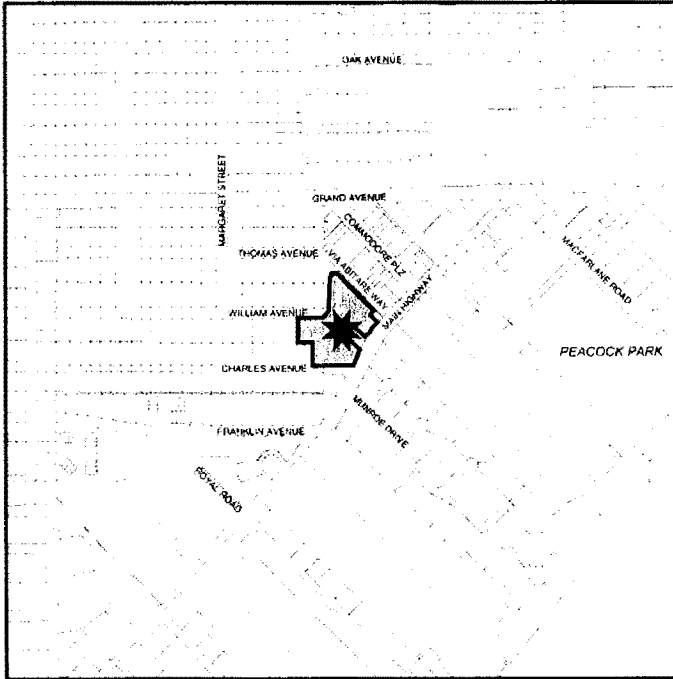 OAK AVENUE
MARGARET STREET
GRAND AVENUE
COMMODORE PLZ
THOMAS AVENUE
VIA ABITARE WAY
MACFARLANE ROAD
MAIN HIGHWAY
WILLIAM AVENUE
PEACOCK PARK
CHARLES AVENUE
MUNROE DRIVE
FRANKLIN AVENUE
ROYAL ROAD